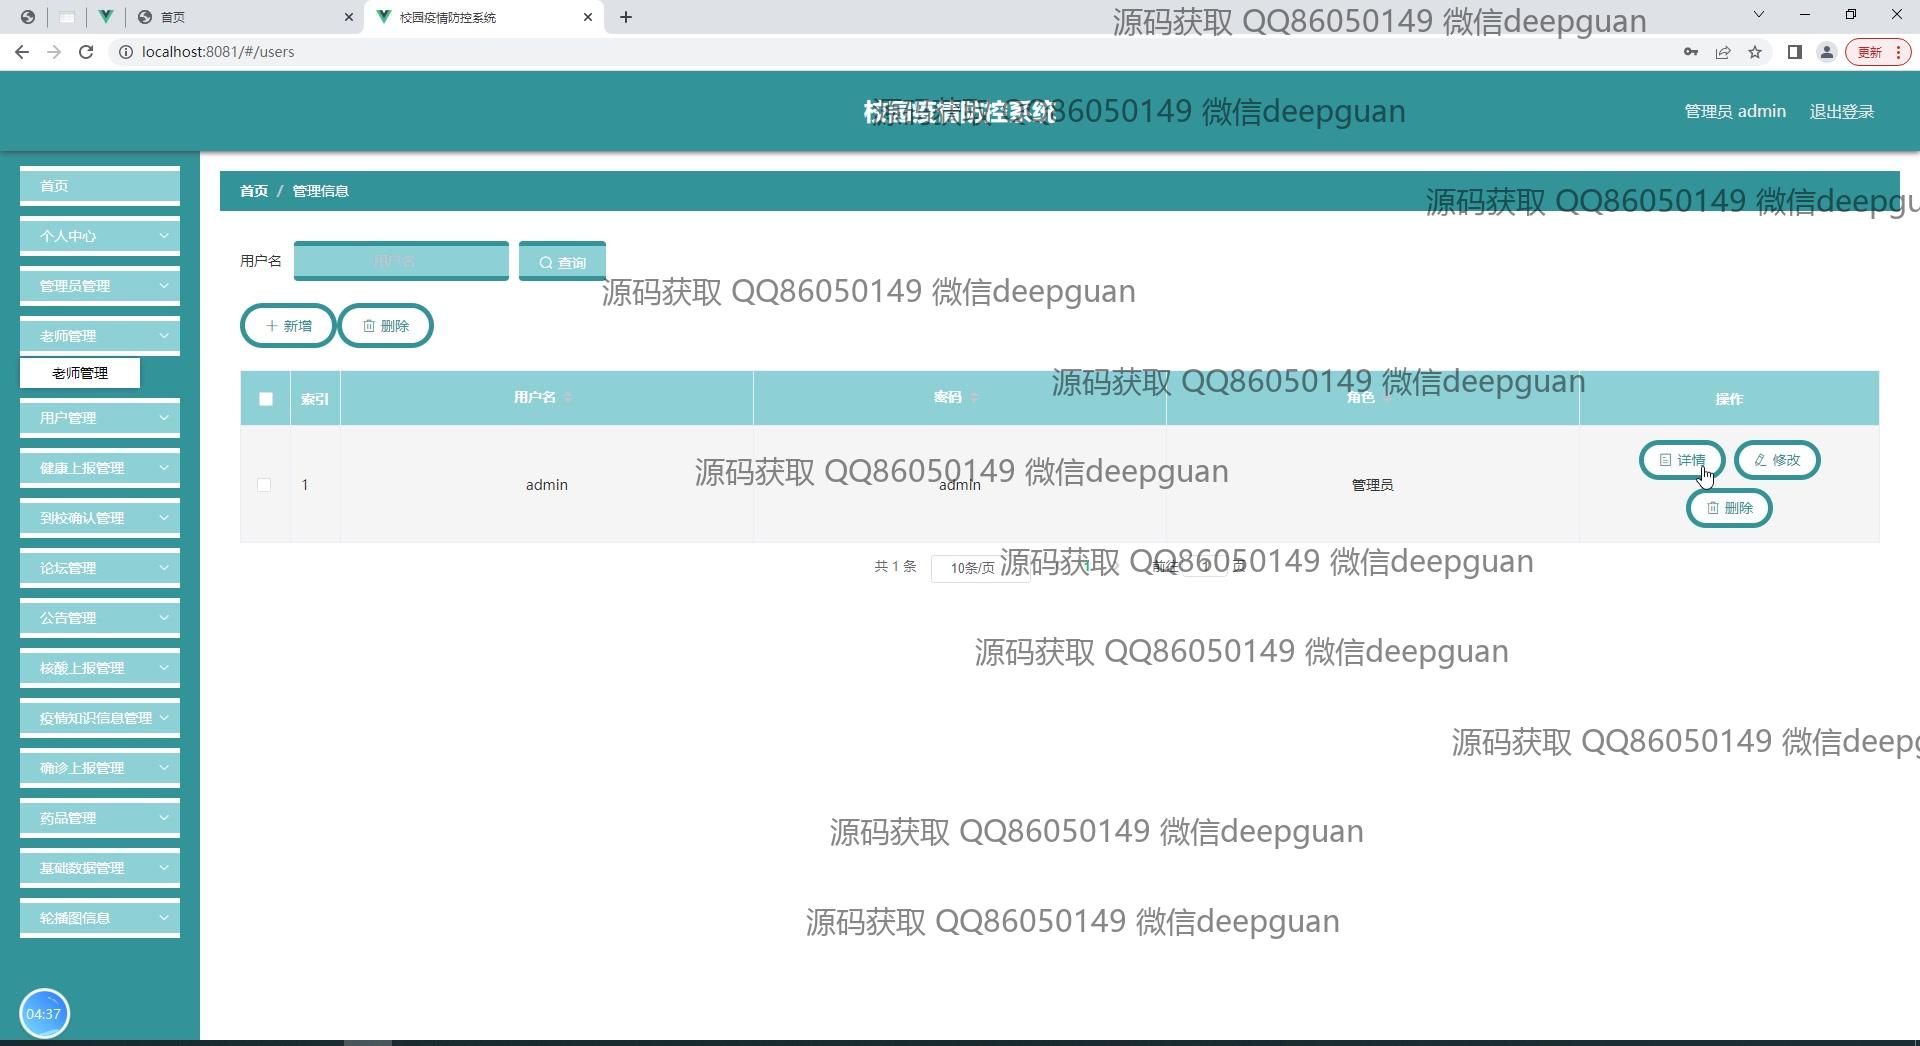 首页
校园疫情防控系统
源码获取 QQ86050149 微信deepguan
localhost:8081/#/users
更新
校园疫情防控系统
源码获取 QQ86050149 微信deepguan
管理员 admin
退出登录
首页
首页 / 管理信息
源码获取 QQ86050149 微信deepgu
个人中心
用户名
用户名
查询
管理员管理
源码获取 QQ86050149 微信deepguan
老师管理
新增
删除
老师管理
源码获取 QQ86050149 微信deepguan
索引
用户名
密码
角色
操作
用户管理
健康上报管理
源码获取 QQ86050149 微信deepguan
1
admin
admin
管理员
详情
修改
删除
到校确认管理
论坛管理
共 1 条
10条/页
1
前往
1
页
源码获取 QQ86050149 微信deepguan
公告管理
核酸上报管理
源码获取 QQ86050149 微信deepguan
疫情知识信息管理
源码获取 QQ86050149 微信deepg
确诊上报管理
药品管理
源码获取 QQ86050149 微信deepguan
基础数据管理
轮播图信息
源码获取 QQ86050149 微信deepguan
04:37